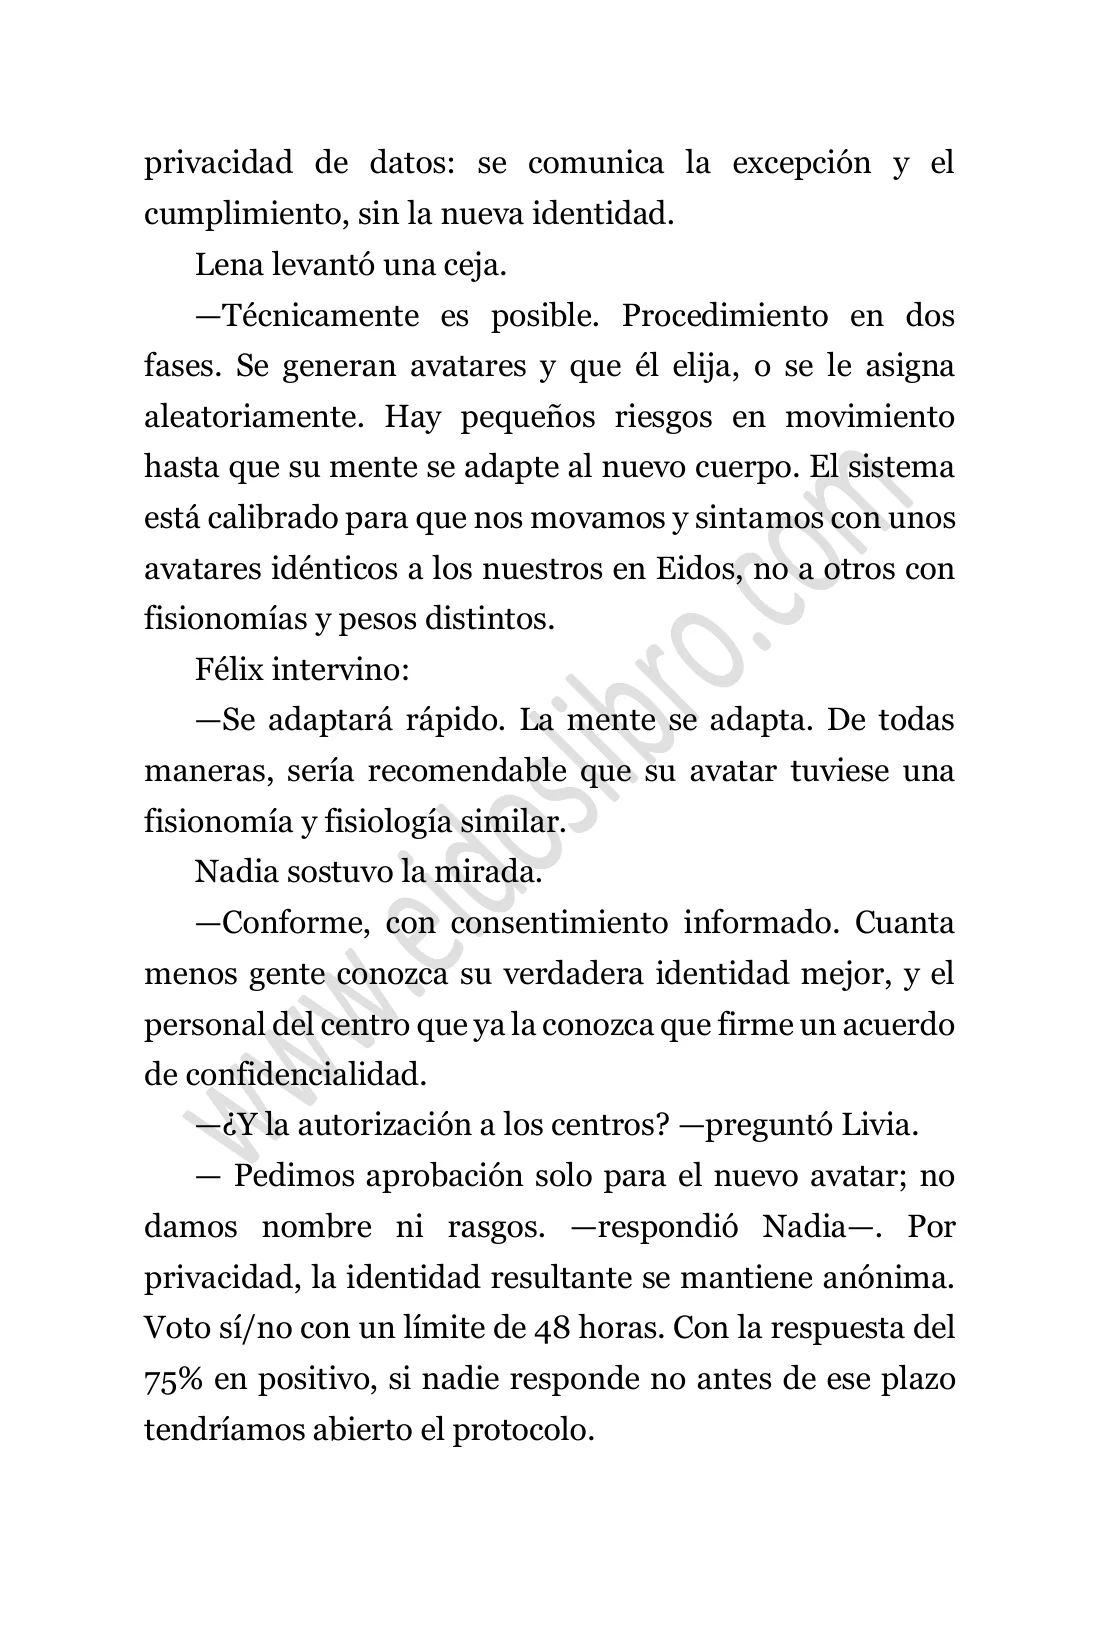 privacidad de datos: se comunica la excepción y el
cumplimiento, sin la nueva identidad.
Lena levantó una ceja.
—Técnicamente es posible. Procedimiento en dos
fases. Se generan avatares y que él elija, o se le asigna
aleatoriamente. Hay pequeños riesgos en movimiento
hasta que su mente se adapte al nuevo cuerpo. El sistema
está calibrado para que nos movamos y sintamos con unos
avatares idénticos a los nuestros en Eidos, no a otros con
fisionomías y pesos distintos.
Félix intervino:
—Se adaptará rápido. La mente se adapta. De todas
maneras, sería recomendable que su avatar tuviese una
fisionomía y fisiología similar.
Nadia sostuvo la mirada.
—Conforme, con consentimiento informado. Cuanta
menos gente conozca su verdadera identidad mejor, y el
personal del centro que ya la conozca que firme un acuerdo
de confidencialidad.
—¿Y la autorización a los centros? —preguntó Livia.
— Pedimos aprobación solo para el nuevo avatar; no
damos nombre ni rasgos. —respondió Nadia—. Por
privacidad, la identidad resultante se mantiene anónima.
Voto sí/no con un límite de 48 horas. Con la respuesta del
75% en positivo, si nadie responde no antes de ese plazo
tendríamos abierto el protocolo.
www.eidoslibro.com